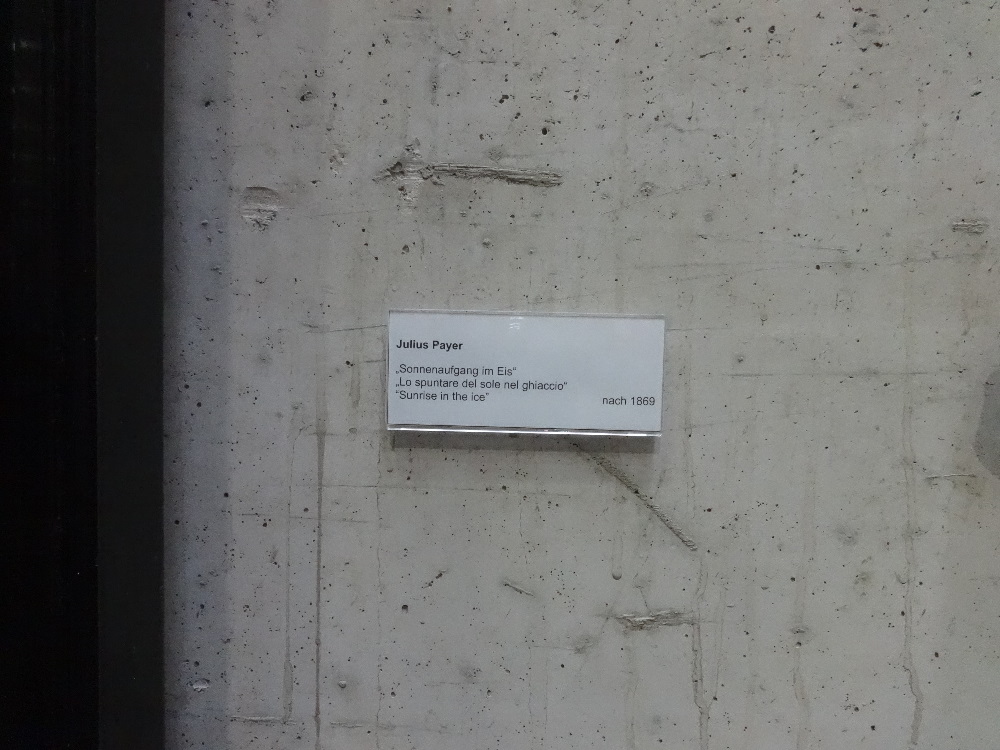 Julius Payer
„Sonnenaufgang im Eis“
„Lo spuntare del sole nel ghiaccio“
“Sunrise in the ice”
nach 1869